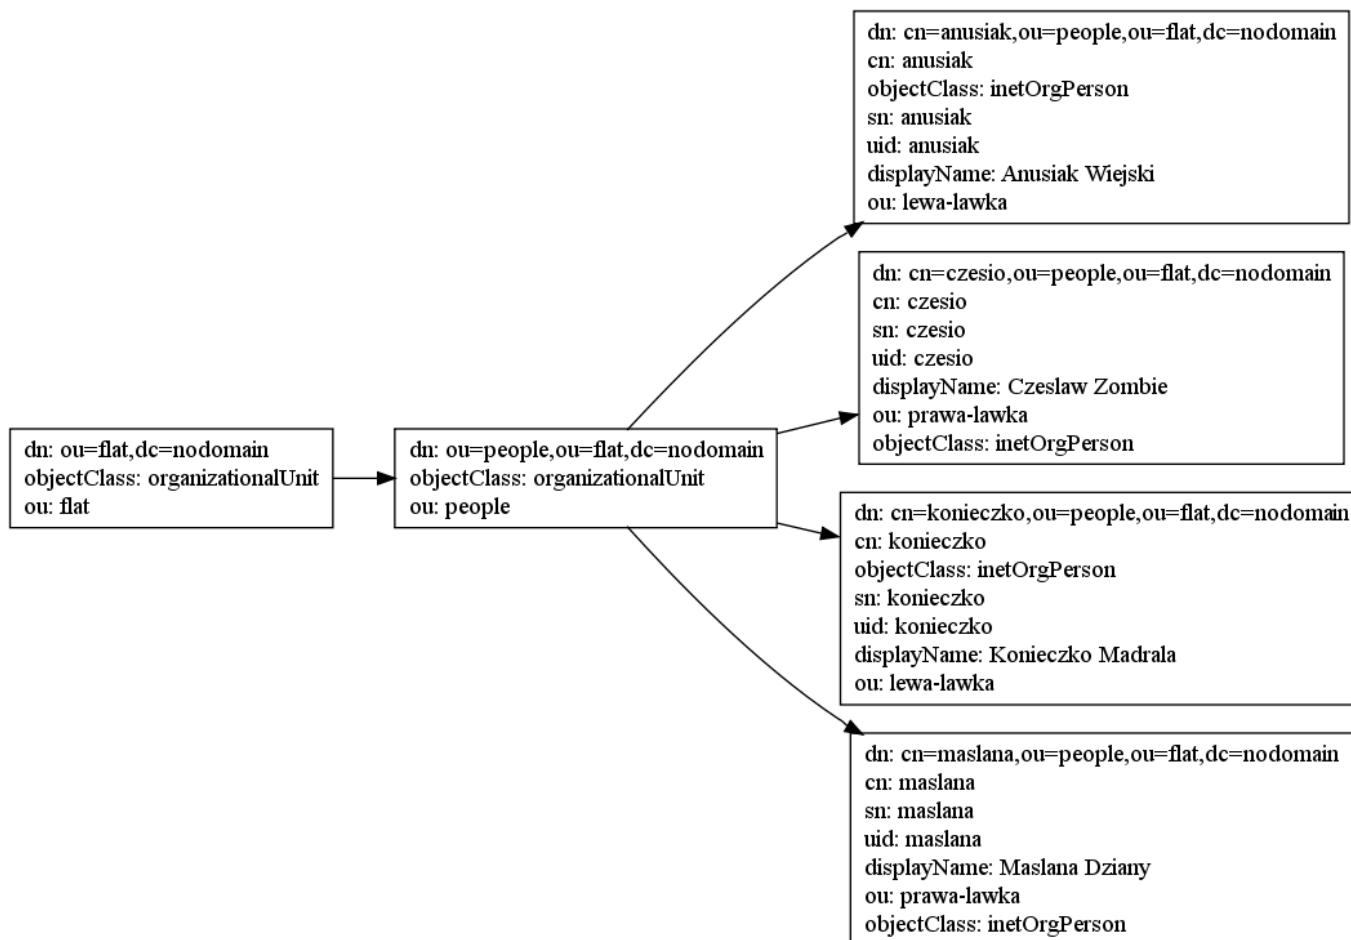 dn: ou=flat,dc=nodomain
objectClass: organizationalUnit
ou: flat
dn: ou=people,ou=flat,dc=nodomain
objectClass: organizationalUnit
ou: people
dn: cn=anusiak,ou=people,ou=flat,dc=nodomain
cn: anusiak
objectClass: inetOrgPerson
sn: anusiak
uid: anusiak
displayName: Anusiak Wiejski
ou: lewa-lawka
dn: cn=czesio,ou=people,ou=flat,dc=nodomain
cn: czesio
sn: czesio
uid: czesio
displayName: Czeslaw Zombie
ou: prawa-lawka
objectClass: inetOrgPerson
dn: cn=konieczko,ou=people,ou=flat,dc=nodomain
cn: konieczko
objectClass: inetOrgPerson
sn: konieczko
uid: konieczko
displayName: Konieczko Madrala
ou: lewa-lawka
dn: cn=maslana,ou=people,ou=flat,dc=nodomain
cn: maslana
sn: maslana
uid: maslana
displayName: Maslana Dziany
ou: prawa-lawka
objectClass: inetOrgPerson